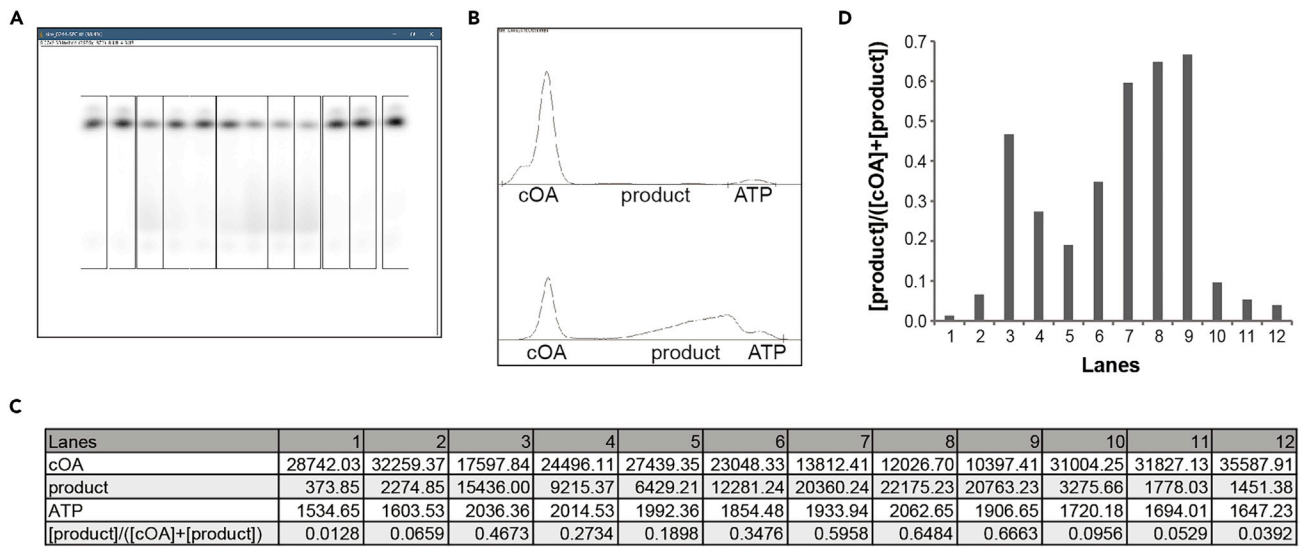 A
B
cOA product ATP
cOA product ATP
D
[product]/([cOA]+[product])
0.7
0.6
0.5
0.4
0.3
0.2
0.1
0.0
1 2 3 4 5 6 7 8 9 10 11 12
Lanes
C
Lanes 1 2 3 4 5 6 7 8 9 10 11 12
cOA 28742.03 32259.37 17597.84 24496.11 27439.35 23048.33 13812.41 12026.70 10397.41 31004.25 31827.13 35587.91
product 373.85 2274.85 15436.00 9215.37 6429.21 12281.24 20360.24 22175.23 20763.23 3275.66 1778.03 1451.38
ATP 1534.65 1603.53 2036.36 2014.53 1992.36 1854.48 1933.94 2062.65 1906.65 1720.18 1694.01 1647.23
[product]/([cOA]+[product]) 0.0128 0.0659 0.4673 0.2734 0.1898 0.3476 0.5958 0.6484 0.6663 0.0956 0.0529 0.0392